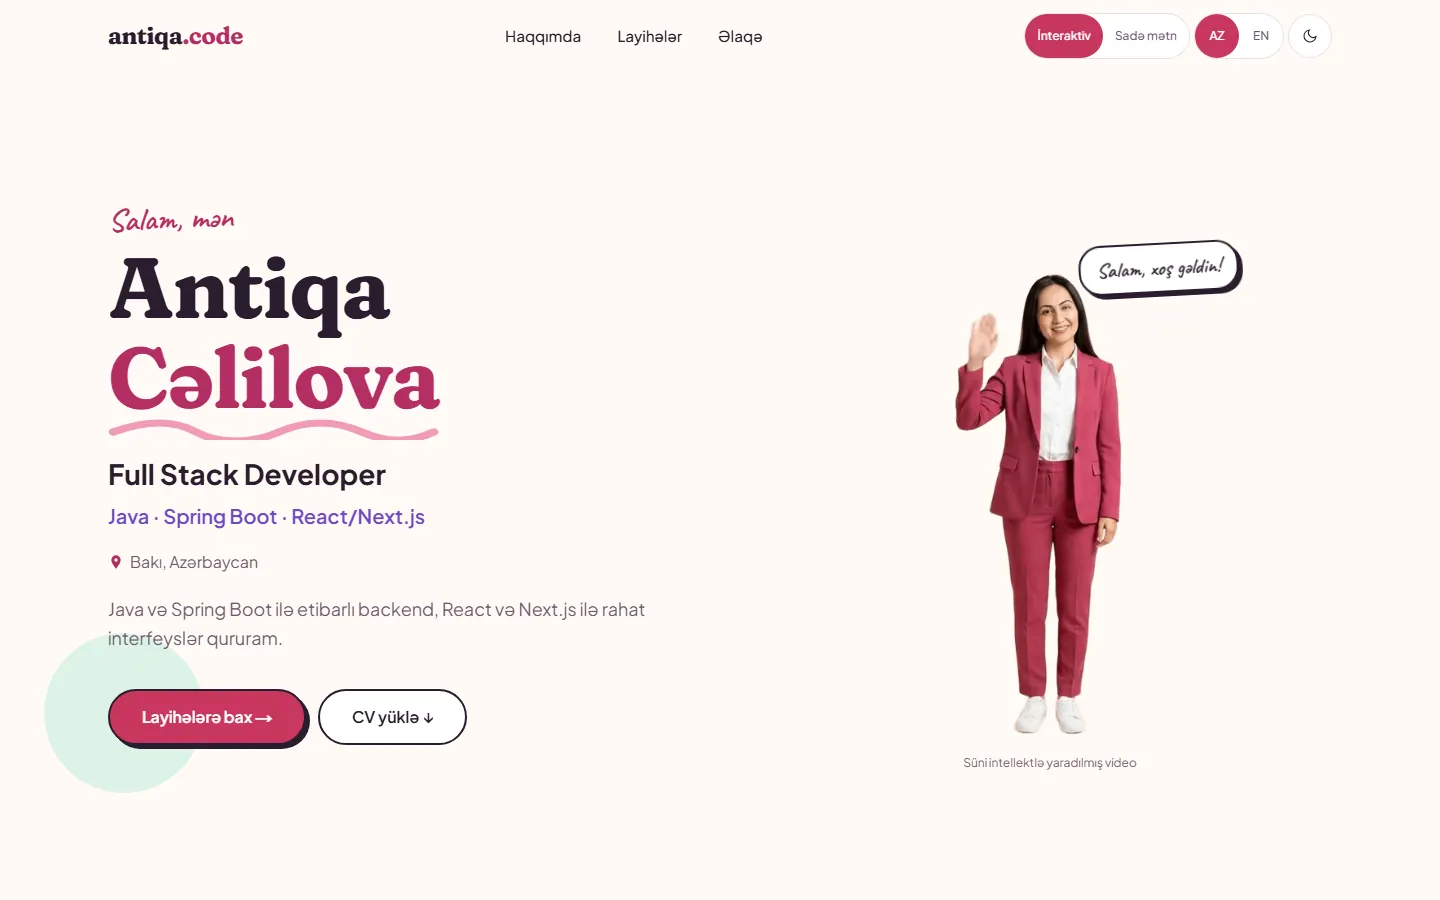 antiqa.code
Haqqımda
Layihələr
Əlaqə
İnteraktiv
Sadə mətn
AZ
EN
Salam, mən
Antiqa
Cəlilova
Full Stack Developer
Java · Spring Boot · React/Next.js
Bakı, Azərbaycan
Java və Spring Boot ilə etibarlı backend, React və Next.js ilə rahat
interfeyslər qururam.
Layihələrə bax →
CV yüklə ↓
Salam, xoş gəldin!
Süni intellektlə yaradılmış video